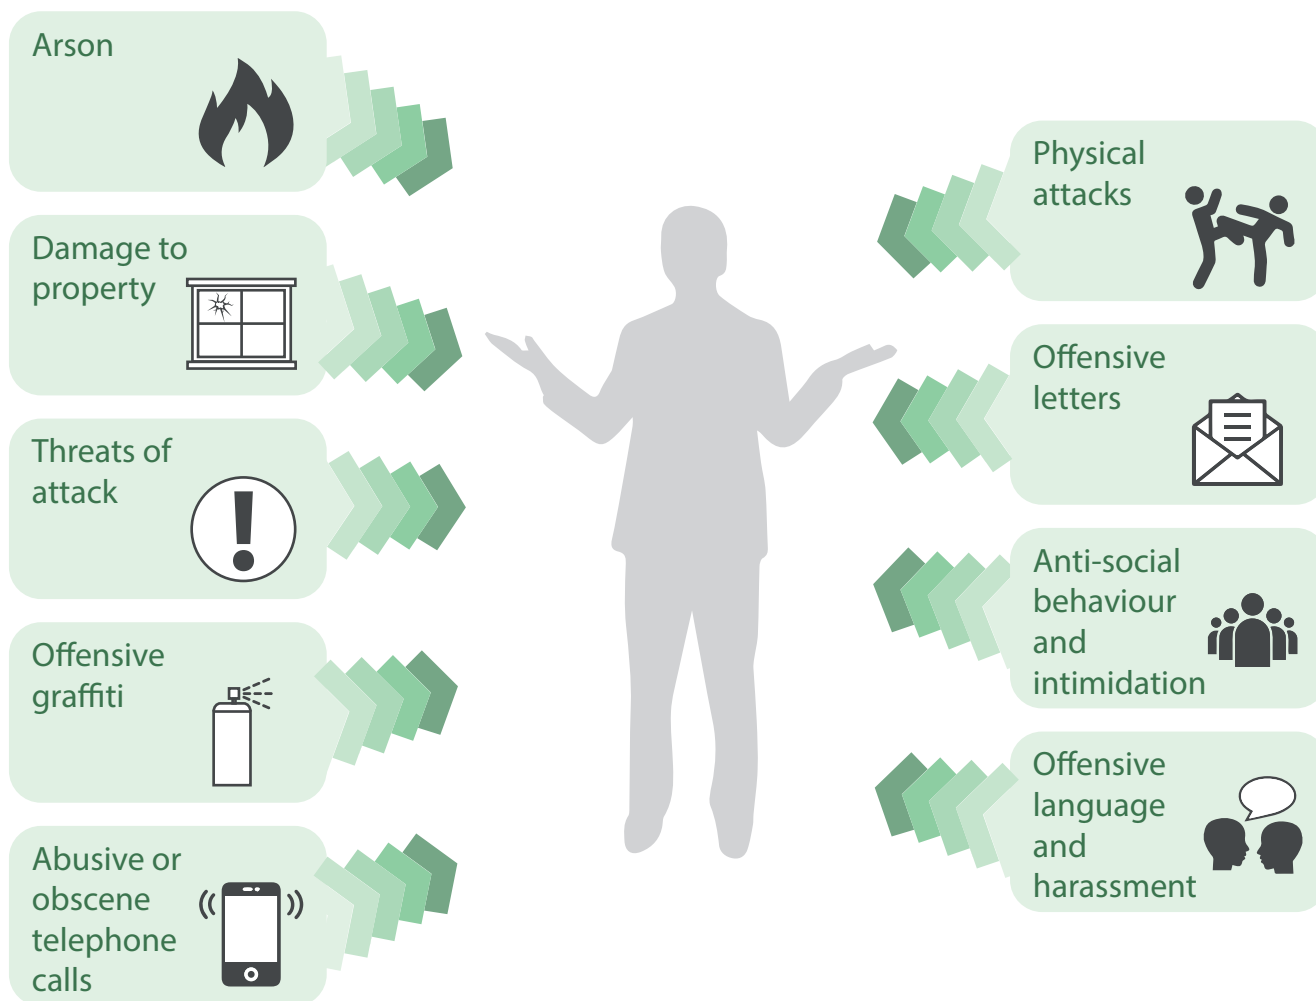 Arson
Damage to
property
Threats of
attack
Offensive
graffiti
Abusive or
obscene
telephone
calls
Physical
attacks
Offensive
letters
Anti-social
behaviour
and
intimidation
Offensive
language
and
harassment